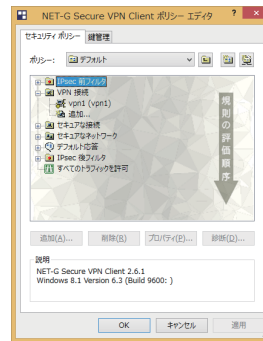 NET-G Secure VPN Client ポリシー エディタ
セキュリティ ポリシー 鍵管理
ポリシー: デフォルト
IPsec 前フィルタ
VPN 接続
vpn1 (vpn1)
追加...
セキュアな接続
セキュアなネットワーク
デフォルト応答
IPsec 後フィルタ
すべてのトラフィックを許可
規則の評価順序
追加(A)... 削除(R) プロパティ(P)... 診断(D)...
説明
NET-G Secure VPN Client 2.6.1
Windows 8.1 Version 6.3 (Build 9600: )
OK キャンセル 適用